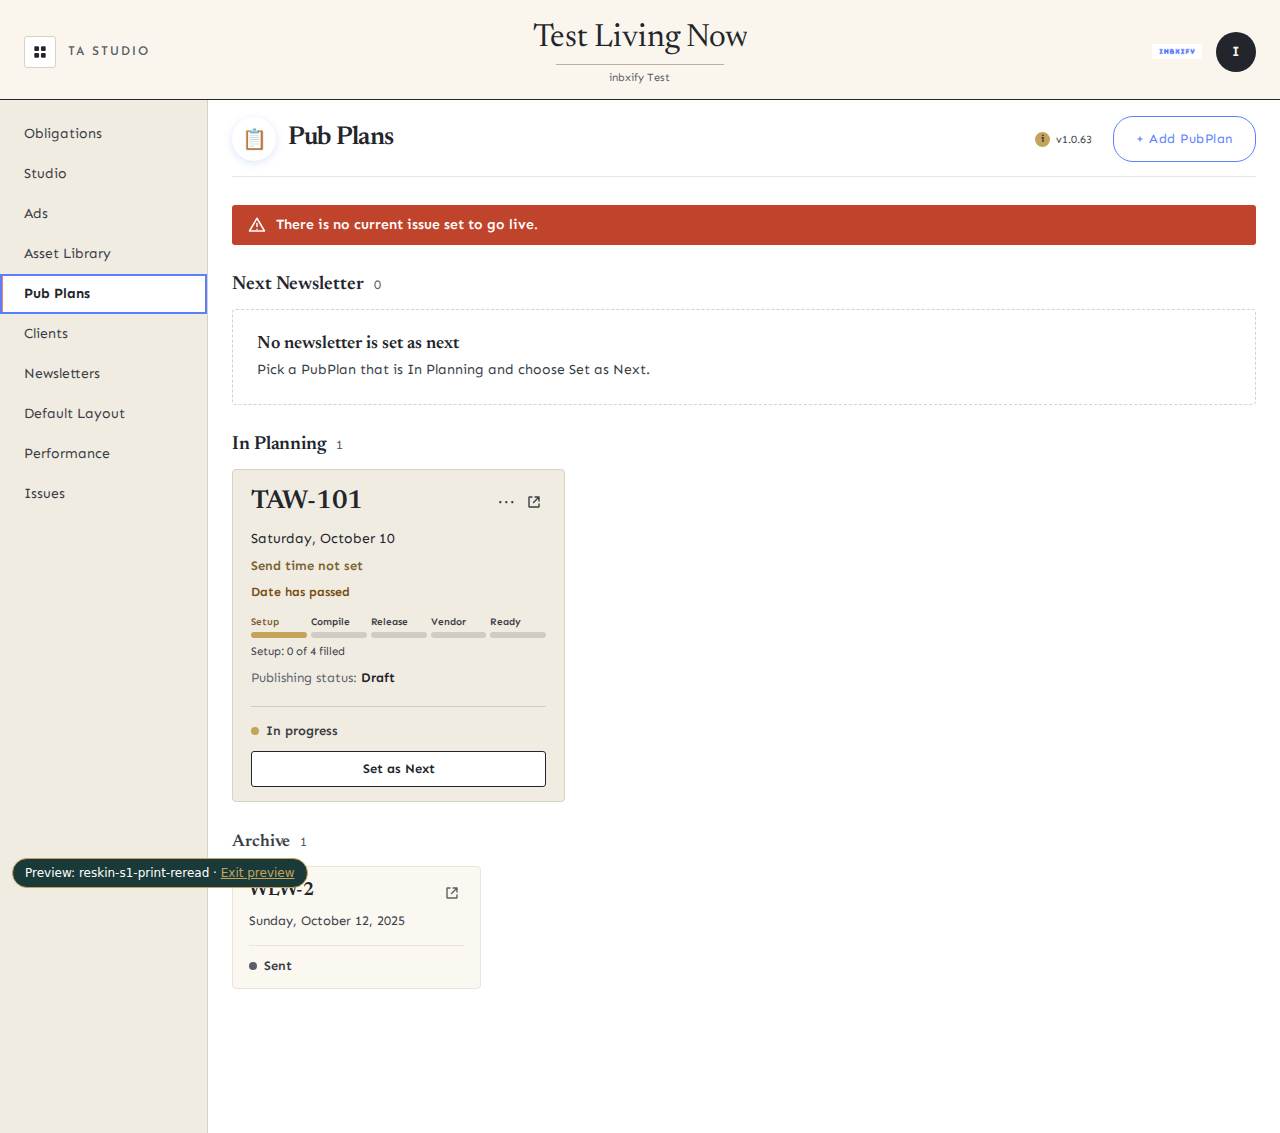 TA STUDIO
Test Living Now
inbxify Test
INBXIFY
I
Obligations
Studio
Ads
Asset Library
Pub Plans
Clients
Newsletters
Default Layout
Performance
Issues
Pub Plans
i v1.0.63
+ Add PubPlan
There is no current issue set to go live.
Next Newsletter 0
No newsletter is set as next
Pick a PubPlan that is In Planning and choose Set as Next.
In Planning 1
TAW-101
Saturday, October 10
Send time not set
Date has passed
Setup Compile Release Vendor Ready
Setup: 0 of 4 filled
Publishing status: Draft
In progress
Set as Next
Archive 1
Preview: reskin-s1-print-reread · Exit preview
WLW-2
Sunday, October 12, 2025
Sent